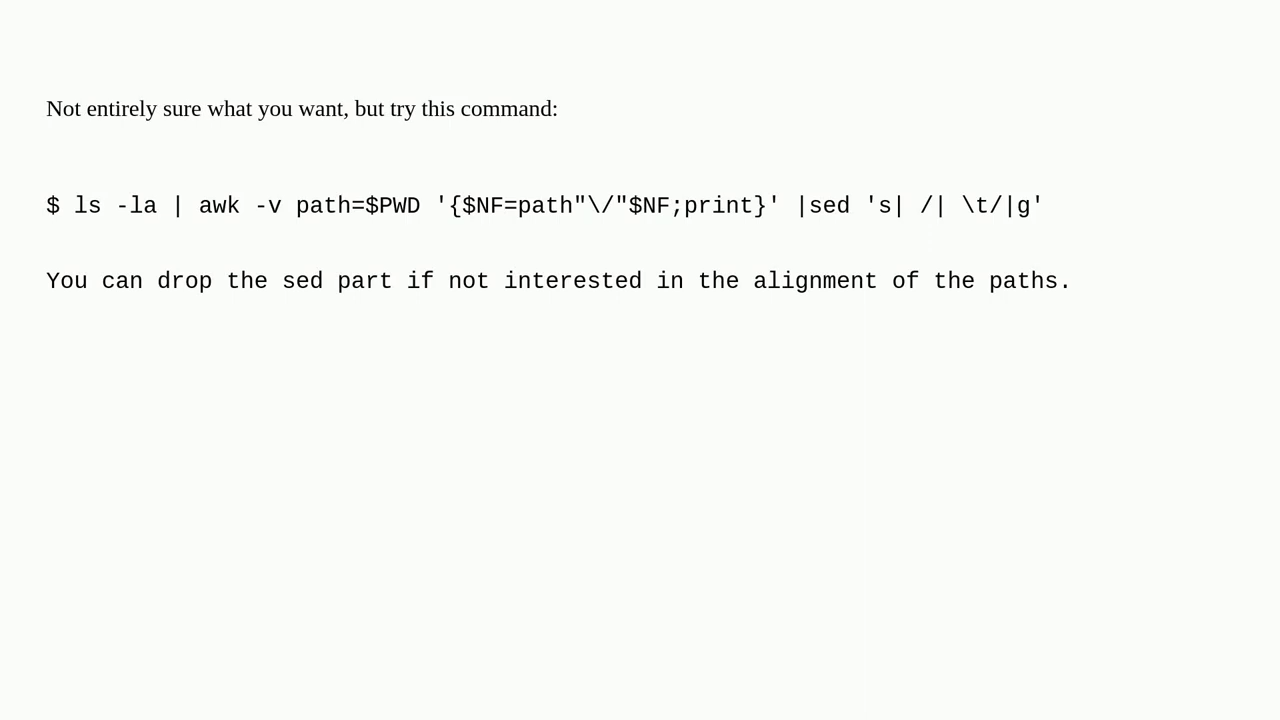 Not entirely sure what you want, but try this command:
$ ls -la | awk -v path=$PWD '{$NF=path"\/"$NF;print}' |sed 's| /| \t/|g'
You can drop the sed part if not interested in the alignment of the paths.